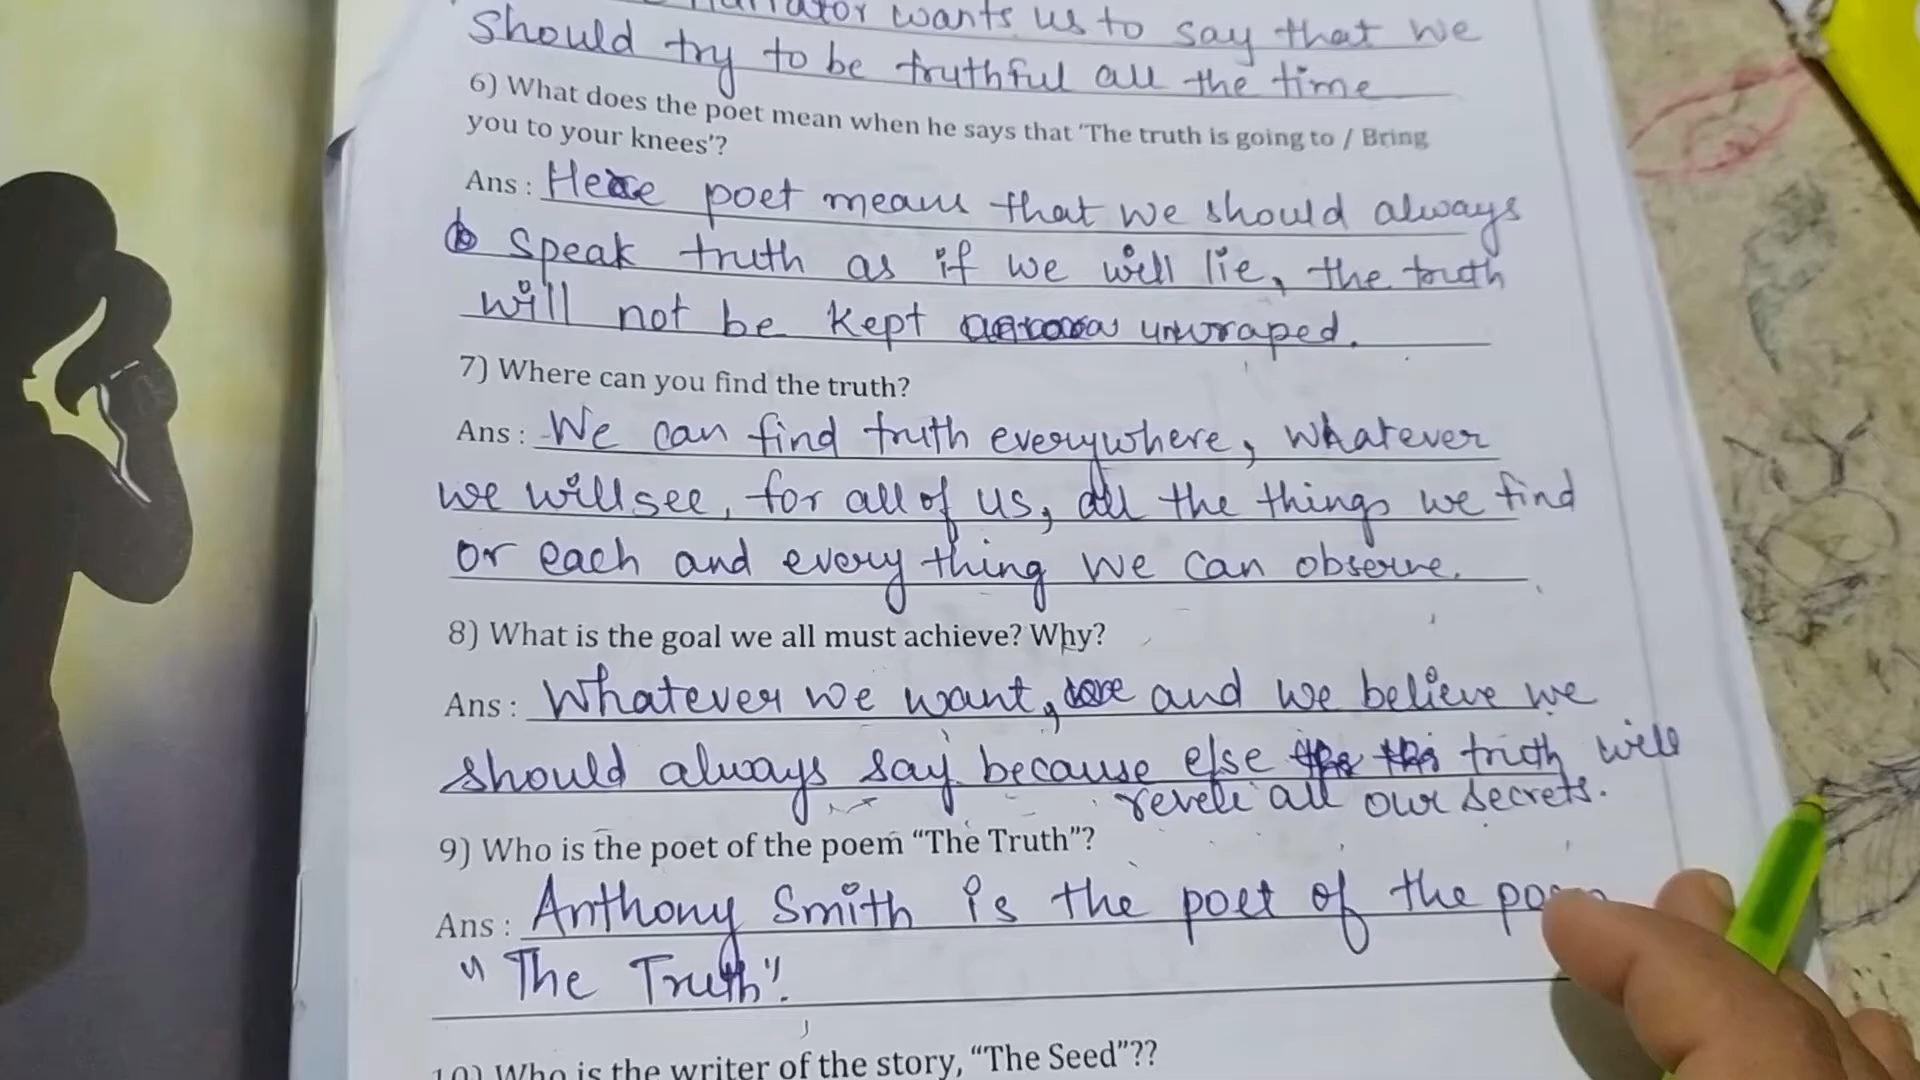 Narrator wants us to say that we
should try to be truthful all the time
6) What does the poet mean when he says that 'The truth is going to / Bring
you to your knees'?
Ans : Here poet means that we should always
speak truth as if we will lie, the truth
will not be kept unwraped.
7) Where can you find the truth?
Ans : We can find truth everywhere, whatever
we will see, for all of us, all the things we find
or each and every thing we can observe.
8) What is the goal we all must achieve? Why?
Ans : Whatever we want, and we believe we
should always say because else truth will
revele all our secrets.
9) Who is the poet of the poem "The Truth"?
Ans : Anthony Smith is the poet of the
"The Truth".
10) Who is the writer of the story, "The Seed"??